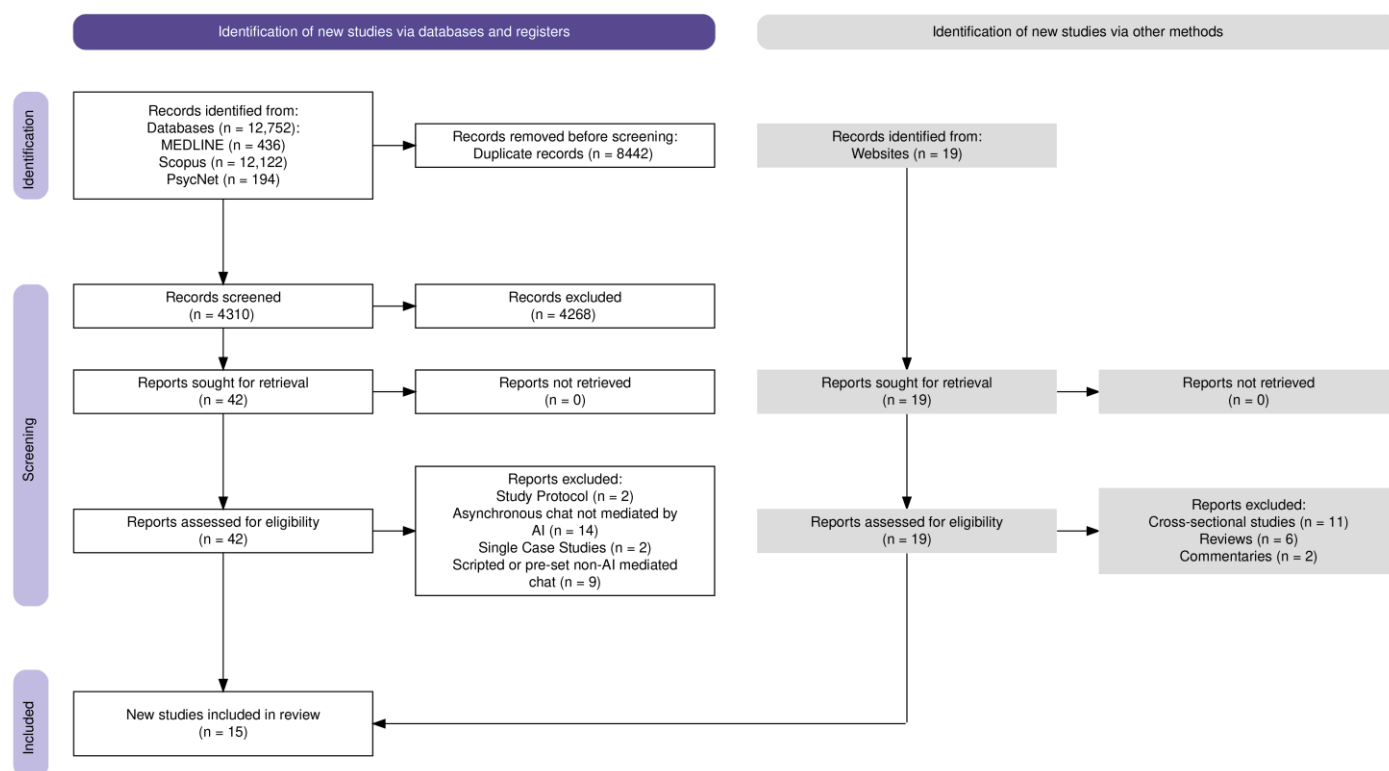 Identification of new studies via databases and registers
Identification of new studies via other methods
Identification
Records identified from:
Databases (n = 12,752):
MEDLINE (n = 436)
Scopus (n = 12,122)
PsycNet (n = 194)
Records removed before screening:
Duplicate records (n = 8442)
Records identified from:
Websites (n = 19)
Screening
Records screened
(n = 4310)
Records excluded
(n = 4268)
Reports sought for retrieval
(n = 42)
Reports not retrieved
(n = 0)
Reports sought for retrieval
(n = 19)
Reports not retrieved
(n = 0)
Reports assessed for eligibility
(n = 42)
Reports excluded:
Study Protocol (n = 2)
Asynchronous chat not mediated by
AI (n = 14)
Single Case Studies (n = 2)
Scripted or pre-set non-AI mediated
chat (n = 9)
Reports assessed for eligibility
(n = 19)
Reports excluded:
Cross-sectional studies (n = 11)
Reviews (n = 6)
Commentaries (n = 2)
Included
New studies included in review
(n = 15)